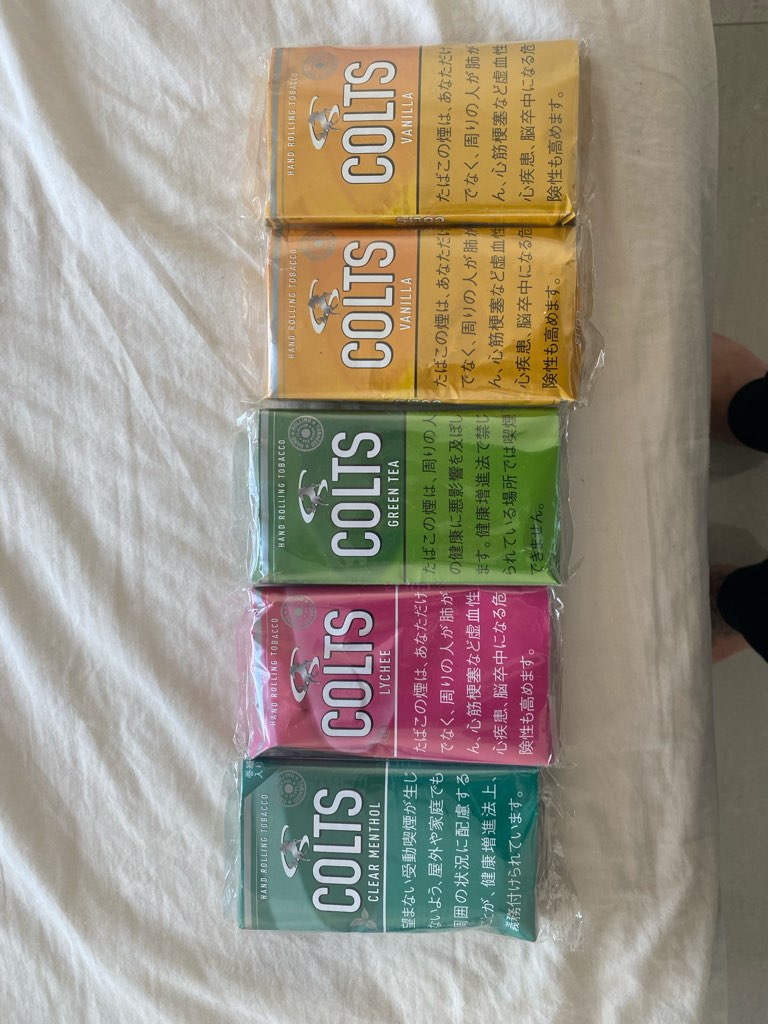 HAND ROLLING TOBACCO
COLTS
VANILLA
たばこの煙は、あなただけ
でなく、周りの人が肺が
ん、心筋梗塞など虚血性
心疾患、脳卒中になる危
険性も高めます。
HAND ROLLING TOBACCO
COLTS
VANILLA
たばこの煙は、あなただけ
でなく、周りの人が肺が
ん、心筋梗塞など虚血性
心疾患、脳卒中になる危
険性も高めます。
HAND ROLLING TOBACCO
COLTS
GREEN TEA
たばこの煙は、周りの人
の健康に悪影響を及ぼし
ます。健康増進法で禁じ
られている場所では喫煙
できません。
HAND ROLLING TOBACCO
COLTS
LYCHEE
たばこの煙は、あなただけ
でなく、周りの人が肺が
ん、心筋梗塞など虚血性
心疾患、脳卒中になる危
険性も高めます。
HAND ROLLING TOBACCO
COLTS
CLEAR MENTHOL
望まない受動喫煙が生じ
ないよう、屋外や家庭でも
周囲の状況に配慮する
ことが、健康増進法上、
義務付けられています。